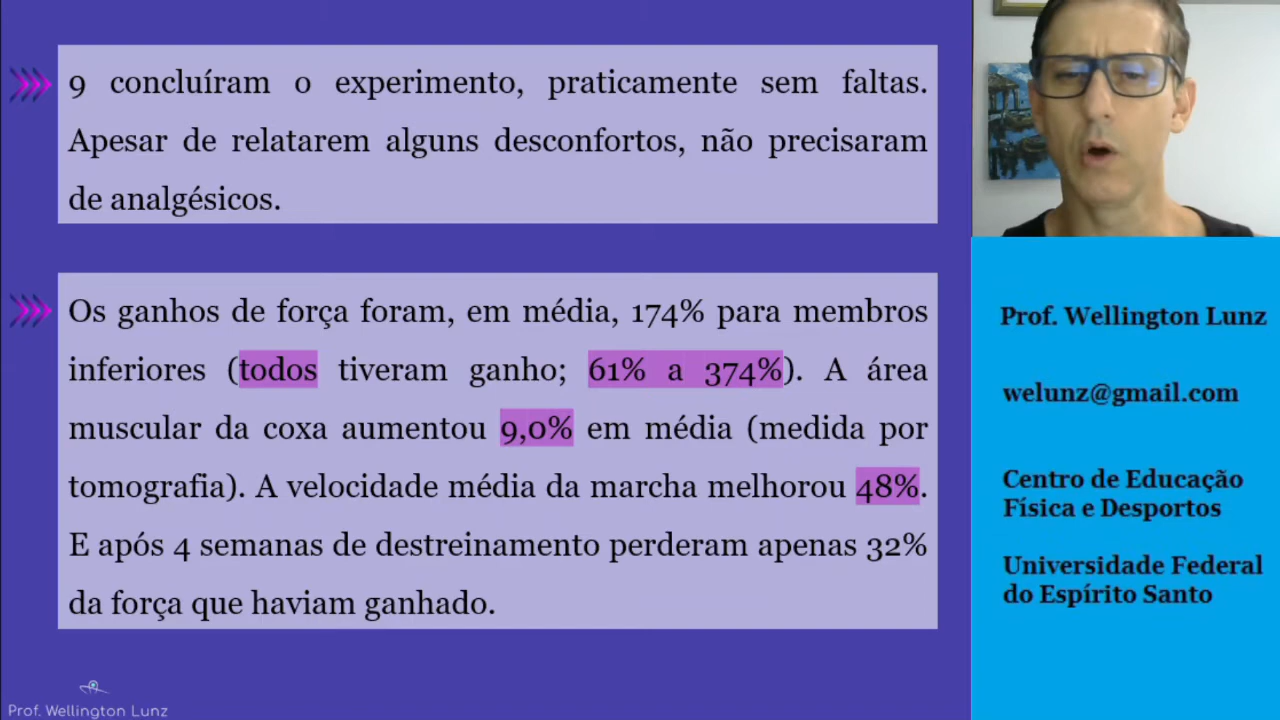 9 concluíram o experimento, praticamente sem faltas.
Apesar de relatarem alguns desconfortos, não precisaram
de analgésicos.
Os ganhos de força foram, em média, 174% para membros
inferiores (todos tiveram ganho; 61% a 374%). A área
muscular da coxa aumentou 9,0% em média (medida por
tomografia). A velocidade média da marcha melhorou 48%.
E após 4 semanas de destreinamento perderam apenas 32%
da força que haviam ganhado.
Prof. Wellington Lunz
welunz@gmail.com
Centro de Educação
Física e Desportos
Universidade Federal
do Espírito Santo
Prof. Wellington Lunz